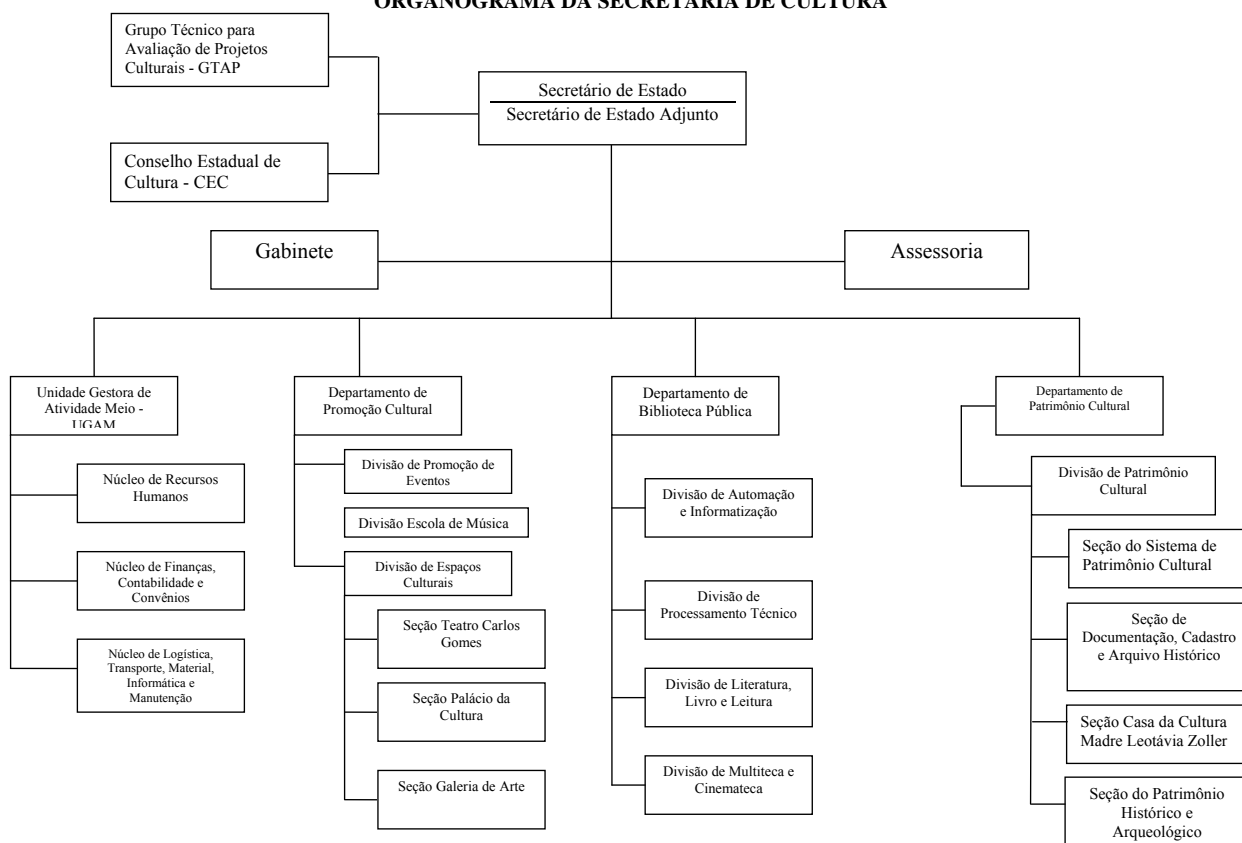 ORGANOGRAMA DA SECRETARIA DE CULTURA
Grupo Técnico para
Avaliação de Projetos
Culturais - GTAP
Secretário de Estado
Secretário de Estado Adjunto
Conselho Estadual de
Cultura - CEC
Gabinete
Assessoria
Unidade Gestora de
Atividade Meio -
UGAM
Núcleo de Recursos
Humanos
Núcleo de Finanças,
Contabilidade e
Convênios
Núcleo de Logística,
Transporte, Material,
Informática e
Manutenção
Departamento de
Promoção Cultural
Divisão de Promoção de
Eventos
Divisão Escola de Música
Divisão de Espaços
Culturais
Seção Teatro Carlos
Gomes
Seção Palácio da
Cultura
Seção Galeria de Arte
Departamento de
Biblioteca Pública
Divisão de Automação
e Informatização
Divisão de
Processamento Técnico
Divisão de Literatura,
Livro e Leitura
Divisão de Multiteca e
Cinemateca
Departamento de
Patrimônio Cultural
Divisão de Patrimônio
Cultural
Seção do Sistema de
Patrimônio Cultural
Seção de
Documentação, Cadastro
e Arquivo Histórico
Seção Casa da Cultura
Madre Leotávia Zoller
Seção do Patrimônio
Histórico e
Arqueológico